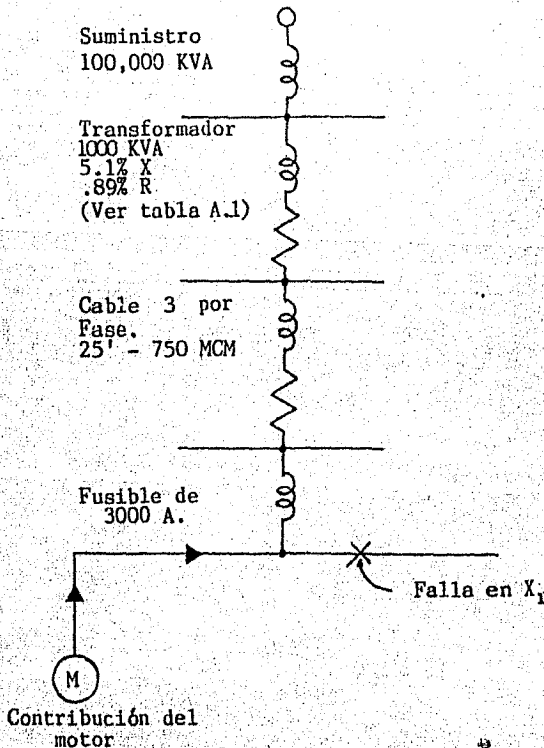 Suministro
100,000 KVA
Transformador
1000 KVA
5.1% X
.89% R
(Ver tabla A.1)
Cable 3 por
Fase.
25' - 750 MCM
Fusible de
3000 A.
Falla en X₁
M
Contribución del
motor